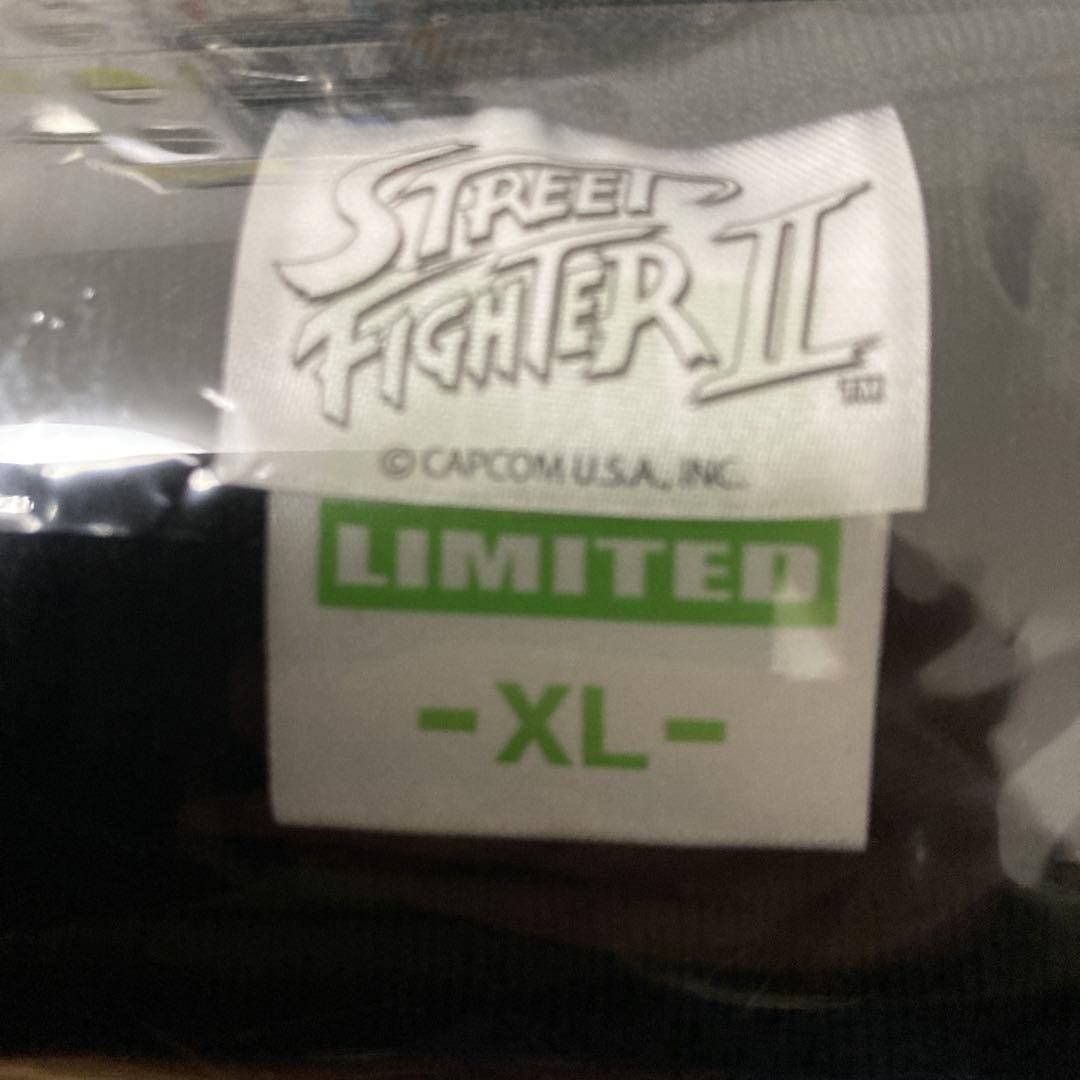 STREET
FIGHTER II
TM
© CAPCOM U.S.A., INC.
LIMITED
-XL-